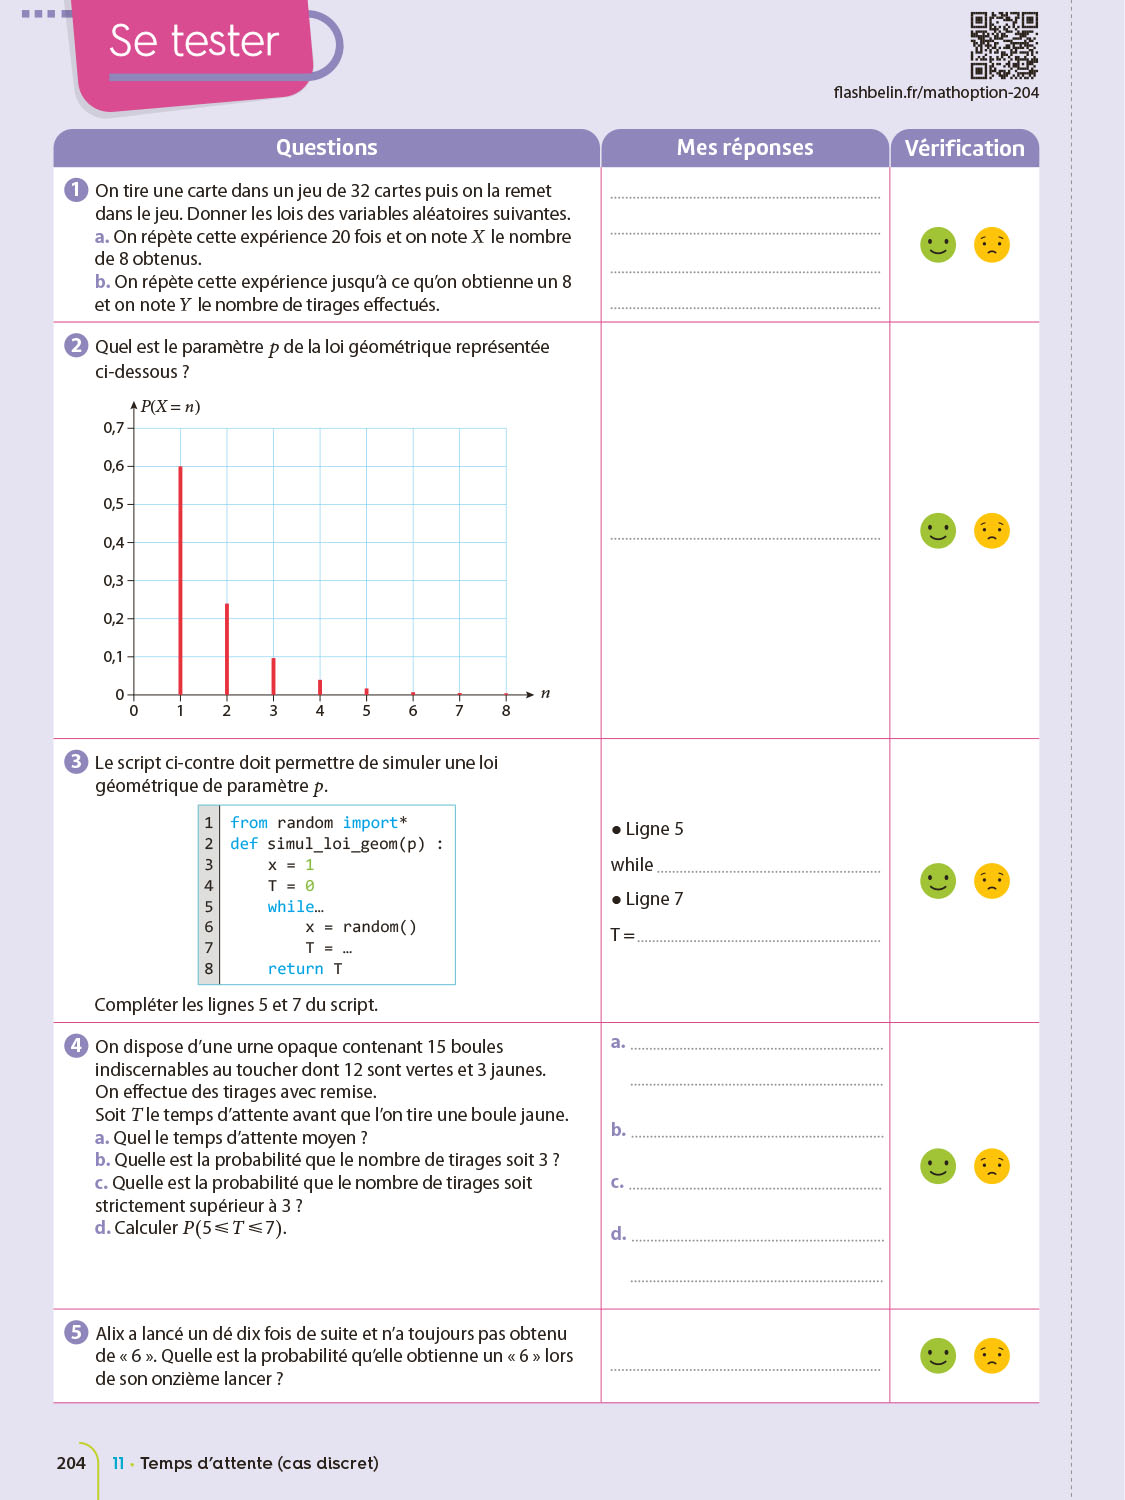 Se tester
flashbelin.fr/mathoption-204
Questions
Mes réponses
Vérification
1 On tire une carte dans un jeu de 32 cartes puis on la remet
dans le jeu. Donner les lois des variables aléatoires suivantes.
a. On répète cette expérience 20 fois et on note X le nombre
de 8 obtenus.
b. On répète cette expérience jusqu'à ce qu'on obtienne un 8
et on note Y le nombre de tirages effectués.
2 Quel est le paramètre p de la loi géométrique représentée
ci-dessous ?
P(X = n)
0,7
0,6
0,5
0,4
0,3
0,2
0,1
0
0 1 2 3 4 5 6 7 8 n
3 Le script ci-contre doit permettre de simuler une loi
géométrique de paramètre p.
1 from random import*
2 def simul_loi_geom(p) :
3 x = 1
4 T = 0
5 while…
6 x = random()
7 T = …
8 return T
Compléter les lignes 5 et 7 du script.
● Ligne 5
while
● Ligne 7
T =
4 On dispose d'une urne opaque contenant 15 boules
indiscernables au toucher dont 12 sont vertes et 3 jaunes.
On effectue des tirages avec remise.
Soit T le temps d'attente avant que l'on tire une boule jaune.
a. Quel le temps d'attente moyen ?
b. Quelle est la probabilité que le nombre de tirages soit 3 ?
c. Quelle est la probabilité que le nombre de tirages soit
strictement supérieur à 3 ?
d. Calculer P(5 ⩽ T ⩽ 7).
a.
b.
c.
d.
5 Alix a lancé un dé dix fois de suite et n'a toujours pas obtenu
de « 6 ». Quelle est la probabilité qu'elle obtienne un « 6 » lors
de son onzième lancer ?
204 11 • Temps d'attente (cas discret)